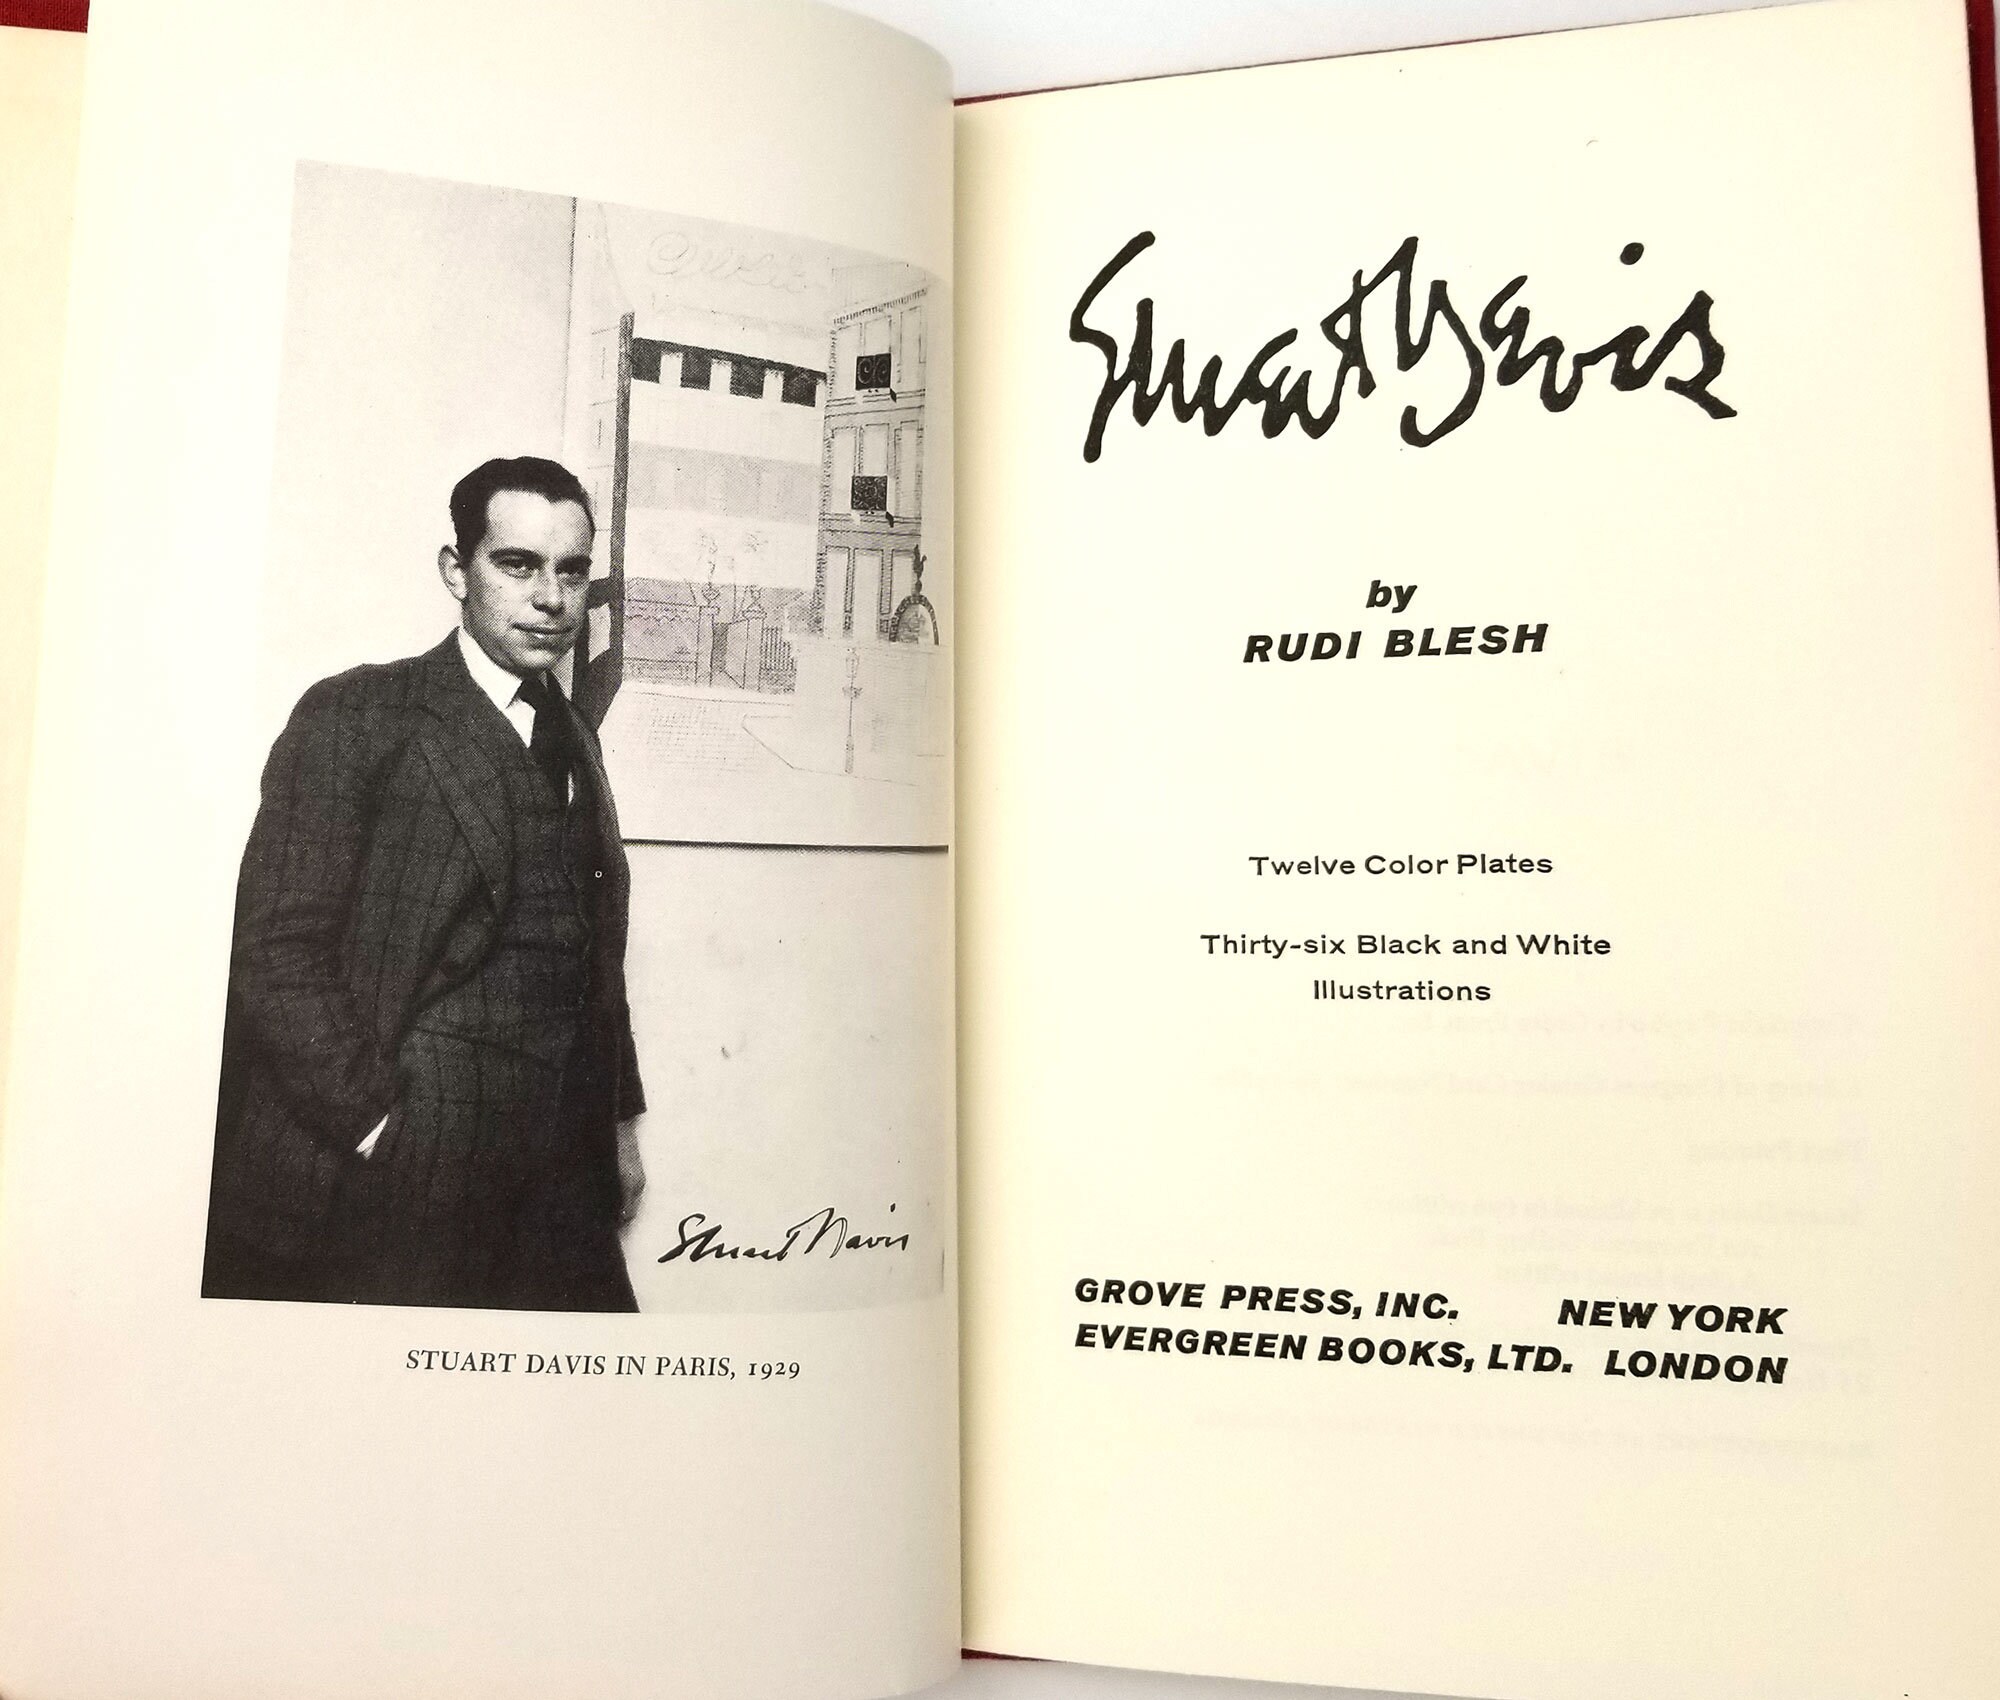 Stuart Davis
STUART DAVIS IN PARIS, 1929
Stuart Davis
by
RUDI BLESH
Twelve Color Plates
Thirty-six Black and White
Illustrations
GROVE PRESS, INC. NEW YORK
EVERGREEN BOOKS, LTD. LONDON